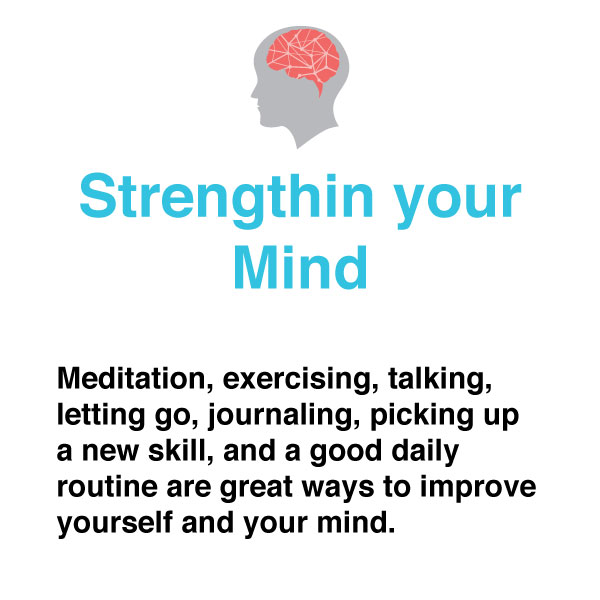 Strengthin your
Mind
Meditation, exercising, talking,
letting go, journaling, picking up
a new skill, and a good daily
routine are great ways to improve
yourself and your mind.